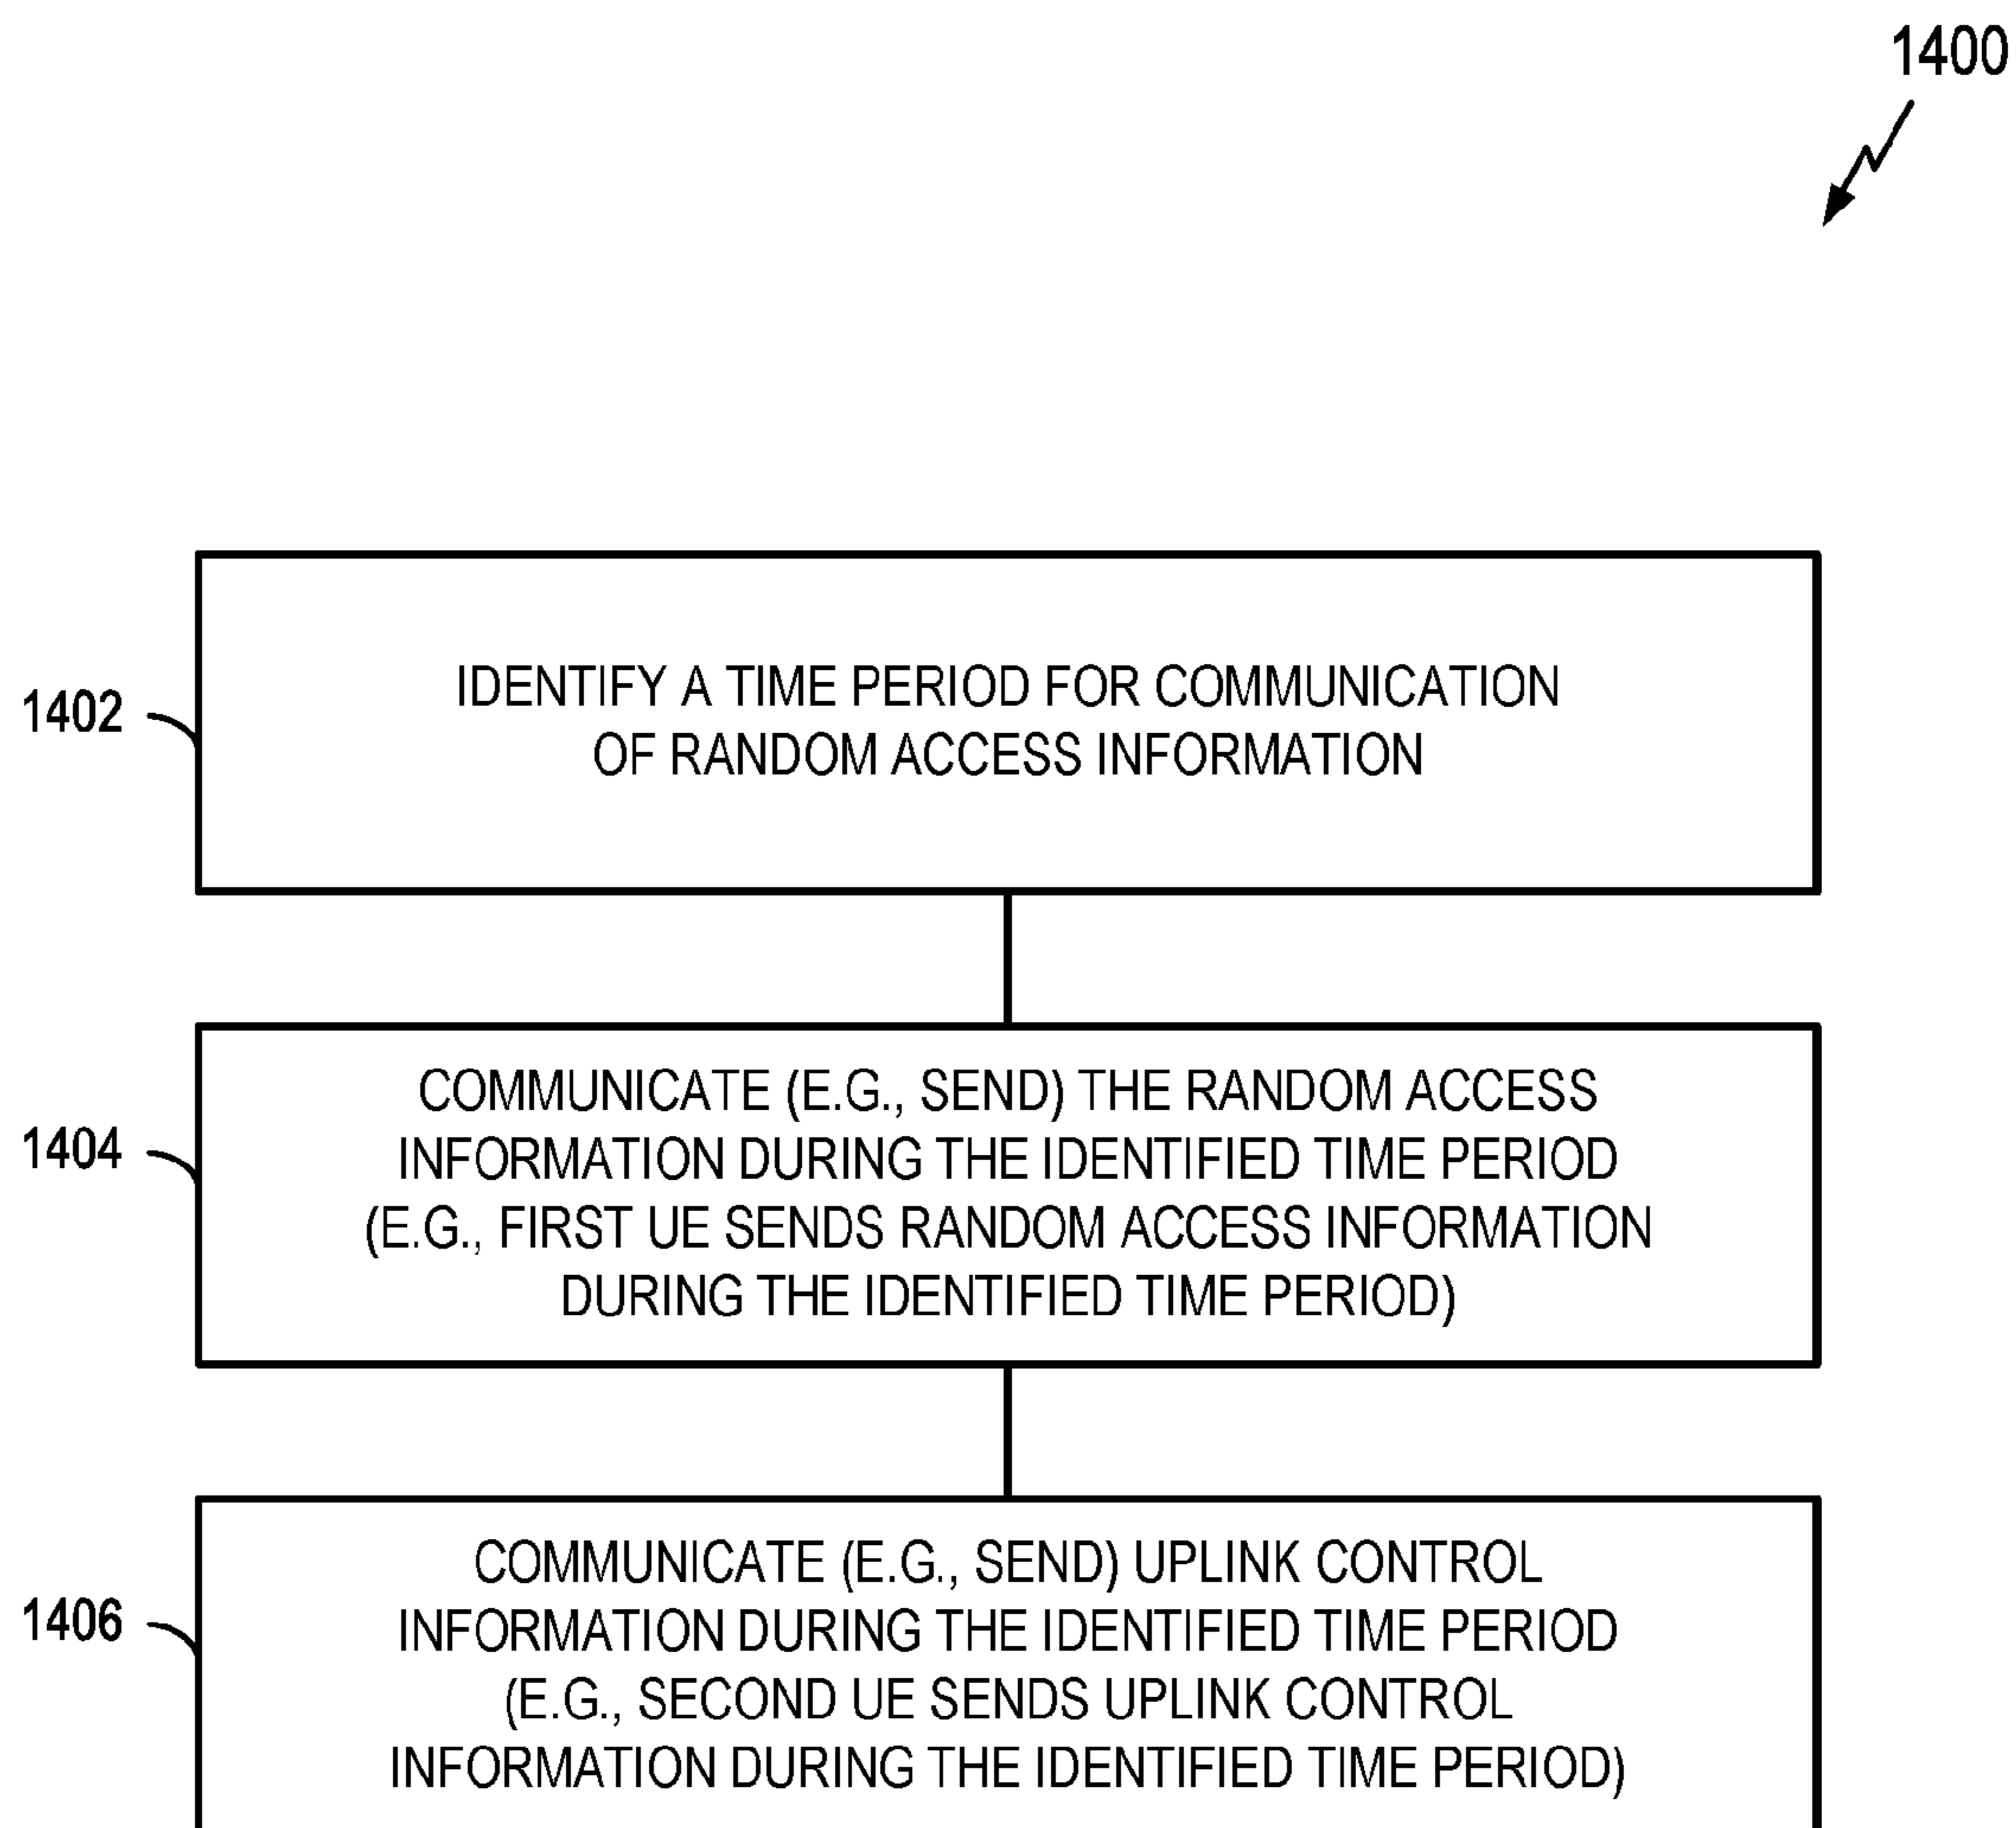 1400
1402
IDENTIFY A TIME PERIOD FOR COMMUNICATION
OF RANDOM ACCESS INFORMATION
1404
COMMUNICATE (E.G., SEND) THE RANDOM ACCESS
INFORMATION DURING THE IDENTIFIED TIME PERIOD
(E.G., FIRST UE SENDS RANDOM ACCESS INFORMATION
DURING THE IDENTIFIED TIME PERIOD)
1406
COMMUNICATE (E.G., SEND) UPLINK CONTROL
INFORMATION DURING THE IDENTIFIED TIME PERIOD
(E.G., SECOND UE SENDS UPLINK CONTROL
INFORMATION DURING THE IDENTIFIED TIME PERIOD)